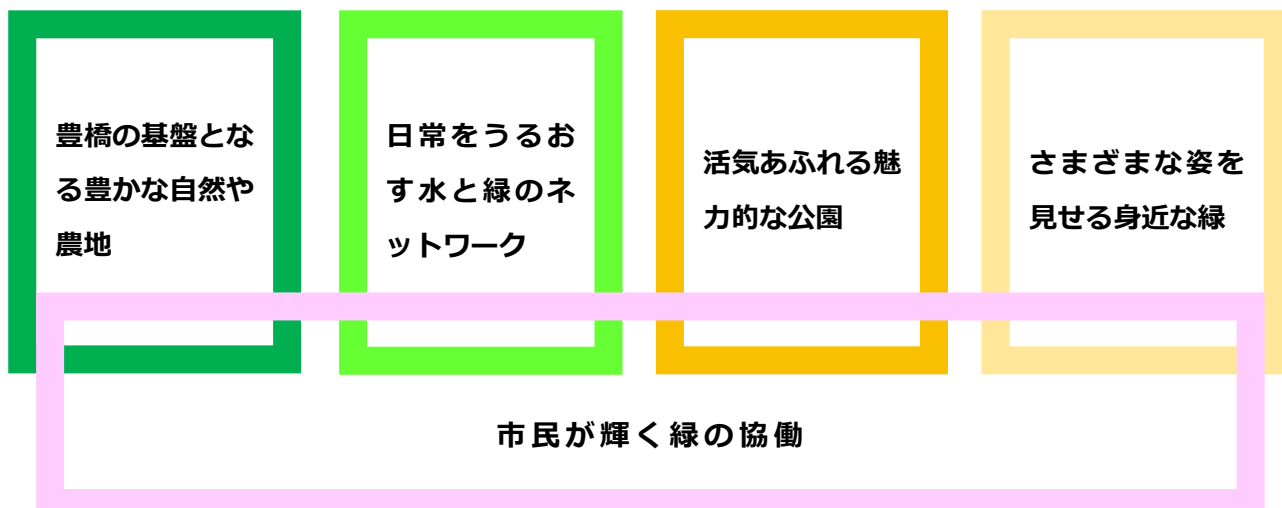 豊橋の基盤とな
る豊かな自然や
農地
日常をうるお
す水と緑のネ
ットワーク
活気あふれる魅
力的な公園
さまざまな姿を
見せる身近な緑
市民が輝く緑の協働